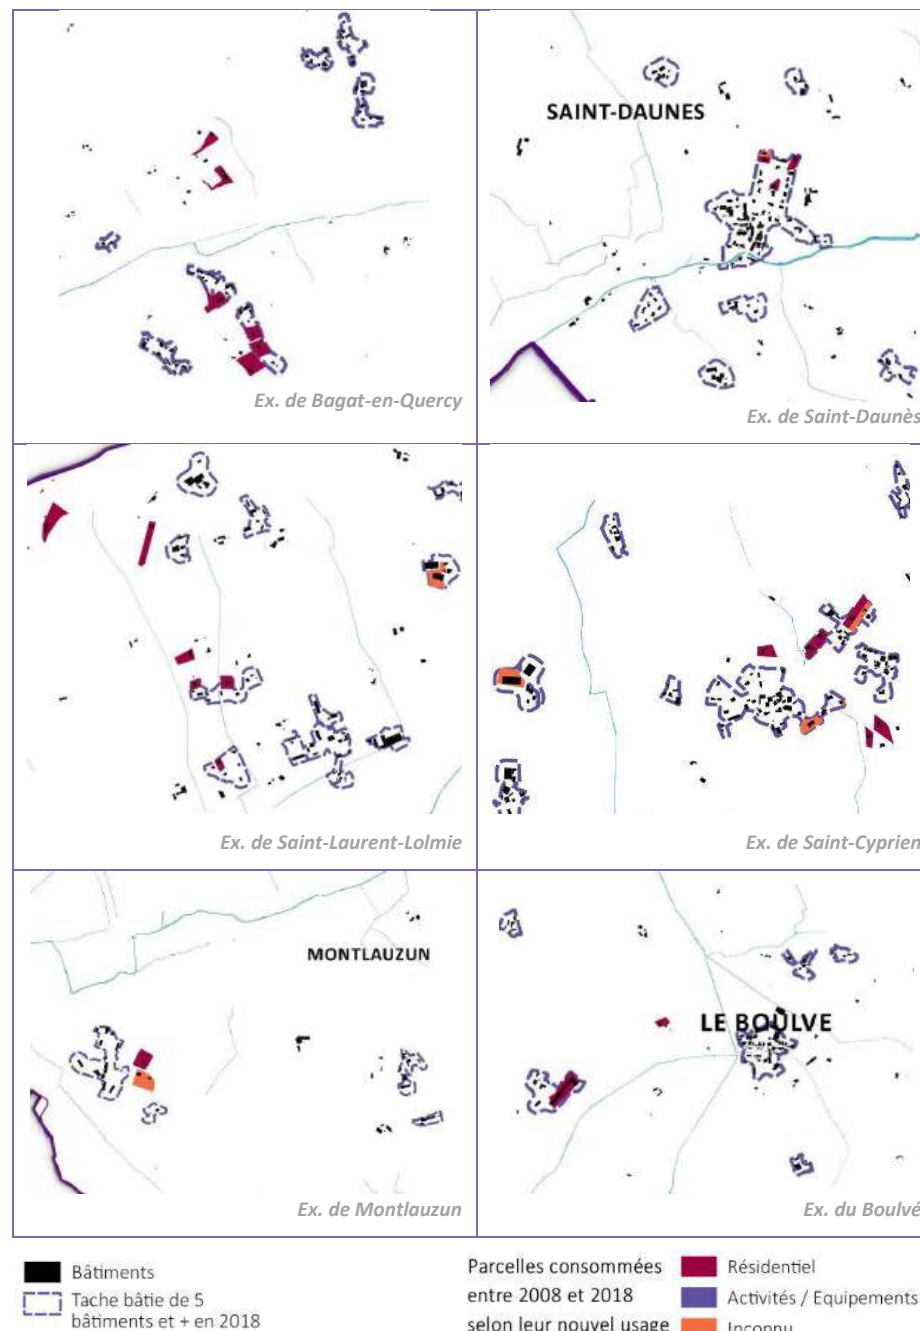 SAINT-DAUNES
Ex. de Bagat-en-Quercy
Ex. de Saint-Daunès
Ex. de Saint-Laurent-Lolmie
Ex. de Saint-Cyprien
MONTLAUZUN
LE BOULVE
Ex. de Montlauzun
Ex. du Boulvé
Bâtiments
Tache bâtie de 5
bâtiments et + en 2018
Parcelles consommées
entre 2008 et 2018
selon leur nouvel usage
Résidentiel
Activités / Equipements
Inconnu